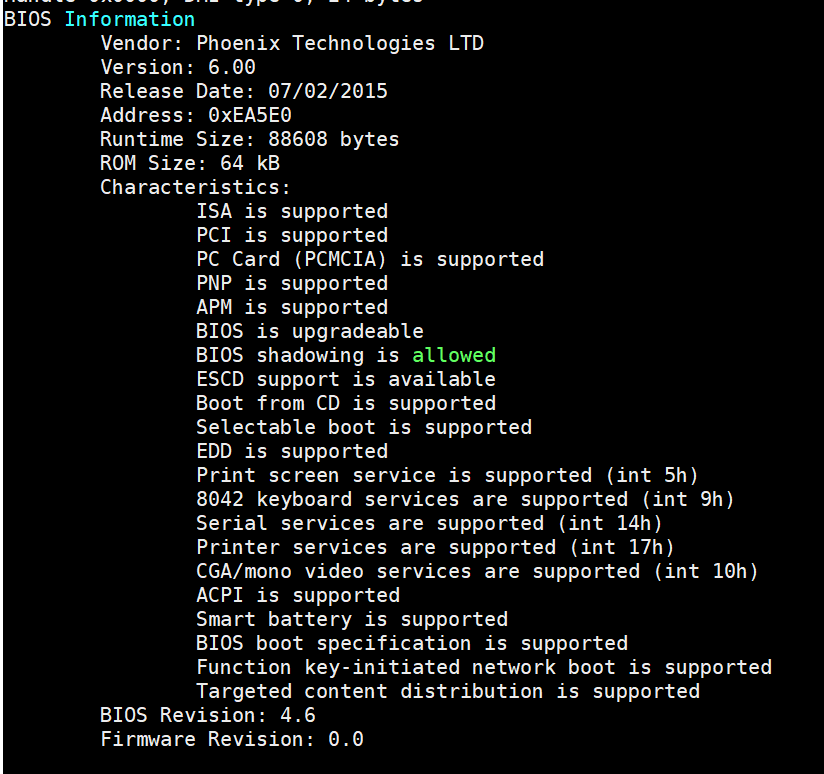 BIOS Information
Vendor: Phoenix Technologies LTD
Version: 6.00
Release Date: 07/02/2015
Address: 0xEA5E0
Runtime Size: 88608 bytes
ROM Size: 64 kB
Characteristics:
ISA is supported
PCI is supported
PC Card (PCMCIA) is supported
PNP is supported
APM is supported
BIOS is upgradeable
BIOS shadowing is allowed
ESCD support is available
Boot from CD is supported
Selectable boot is supported
EDD is supported
Print screen service is supported (int 5h)
8042 keyboard services are supported (int 9h)
Serial services are supported (int 14h)
Printer services are supported (int 17h)
CGA/mono video services are supported (int 10h)
ACPI is supported
Smart battery is supported
BIOS boot specification is supported
Function key-initiated network boot is supported
Targeted content distribution is supported
BIOS Revision: 4.6
Firmware Revision: 0.0